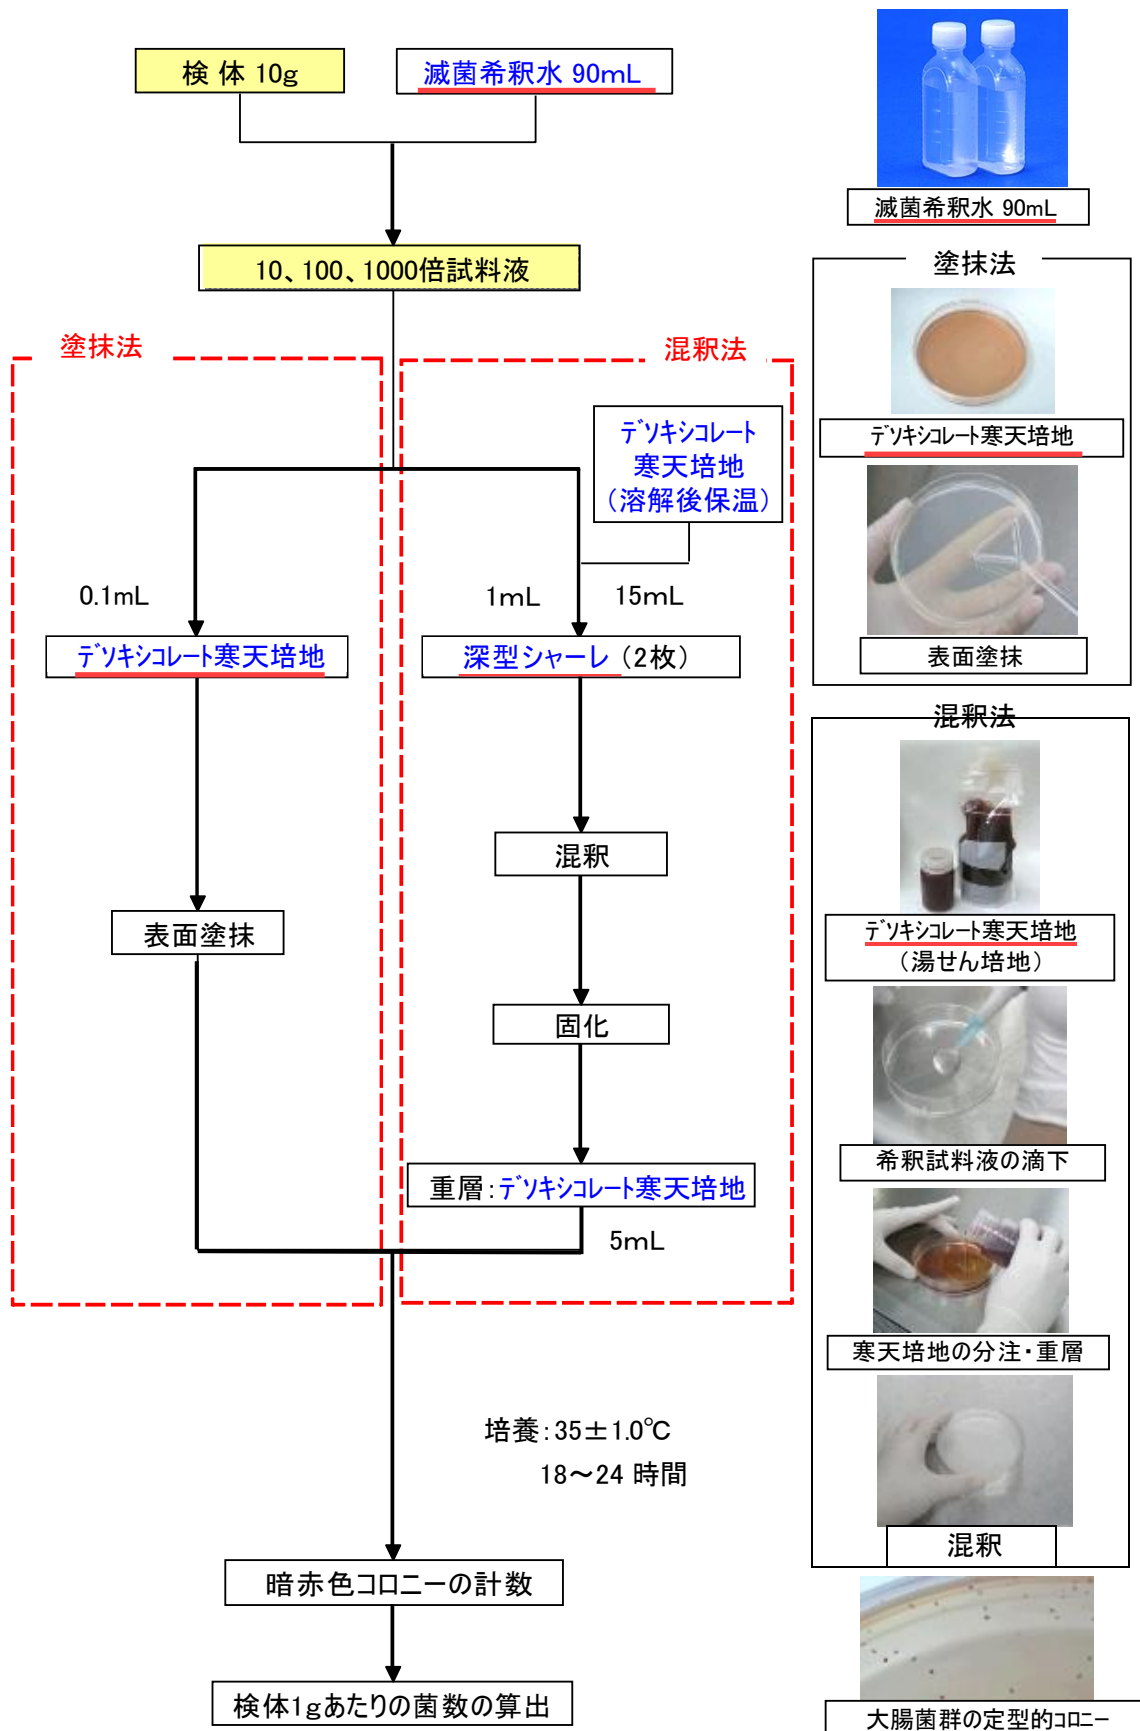 検 体 10g
滅菌希釈水 90mL
10、100、1000倍試料液
塗抹法
混釈法
デソキシコレート
寒天培地
（溶解後保温）
0.1mL
1mL
15mL
デソキシコレート寒天培地
深型シャーレ（2枚）
混釈
表面塗抹
固化
重層：デソキシコレート寒天培地
5mL
培養：35±1.0℃
18～24 時間
暗赤色コロニーの計数
検体1gあたりの菌数の算出
滅菌希釈水 90mL
塗抹法
デソキシコレート寒天培地
表面塗抹
混釈法
デソキシコレート寒天培地
（湯せん培地）
希釈試料液の滴下
寒天培地の分注・重層
混釈
大腸菌群の定型的コロニー